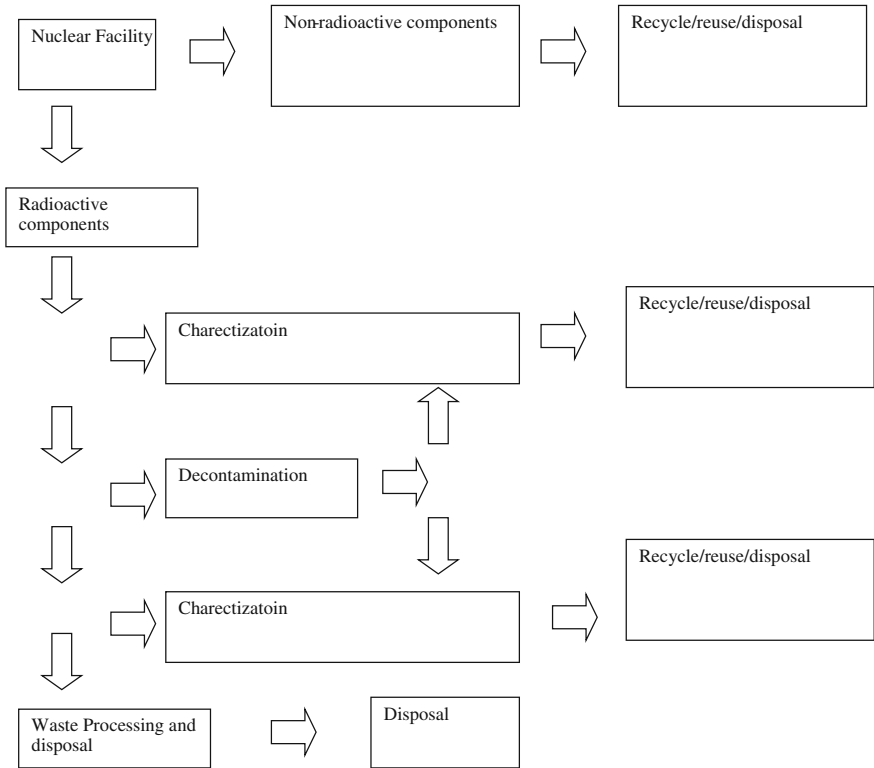 Nuclear Facility
Non-radioactive components
Recycle/reuse/disposal
Radioactive
components
Charectizatoin
Recycle/reuse/disposal
Decontamination
Charectizatoin
Recycle/reuse/disposal
Waste Processing and
disposal
Disposal